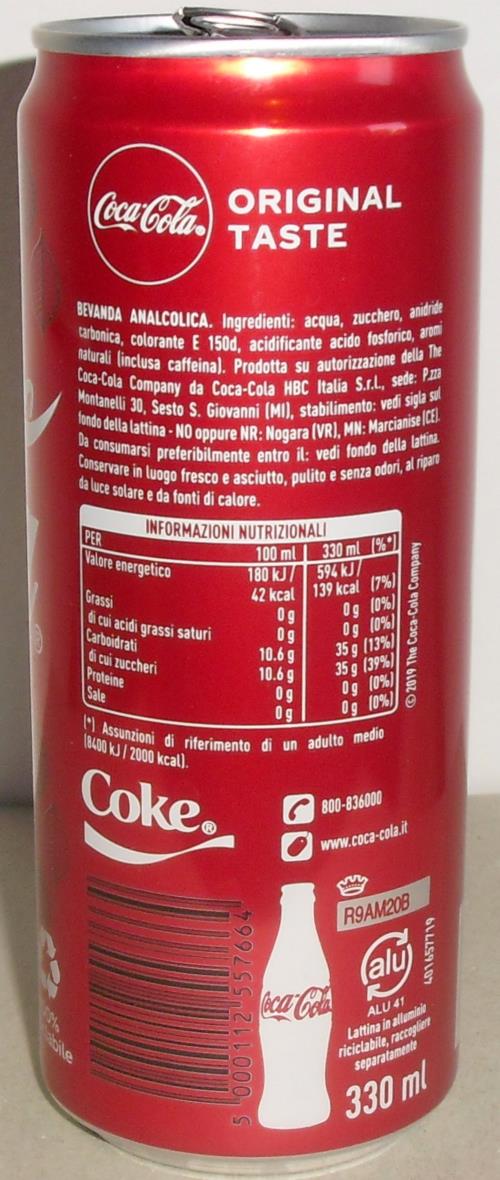 Coca-Cola
ORIGINAL
TASTE
BEVANDA ANALCOLICA. Ingredienti: acqua, zucchero, anidride
carbonica, colorante E 150d, acidificante acido fosforico, aromi
naturali (inclusa caffeina). Prodotta su autorizzazione della The
Coca-Cola Company da Coca-Cola HBC Italia S.r.l., sede: P.zza
Montanelli 30, Sesto S. Giovanni (MI), stabilimento: vedi sigla sul
fondo della lattina - NO oppure NR: Nogara (VR), MN: Marcianise (CE).
Da consumarsi preferibilmente entro il: vedi fondo della lattina.
Conservare in luogo fresco e asciutto, pulito e senza odori, al riparo
da luce solare e da fonti di calore.
INFORMAZIONI NUTRIZIONALI
PER 100 ml 330 ml (%*)
Valore energetico 180 kJ/ 594 kJ/
42 kcal 139 kcal (7%)
Grassi 0 g 0 g (0%)
di cui acidi grassi saturi 0 g 0 g (0%)
Carboidrati 10.6 g 35 g (13%)
di cui zuccheri 10.6 g 35 g (39%)
Proteine 0 g 0 g (0%)
Sale 0 g 0 g (0%)
(*) Assunzioni di riferimento di un adulto medio
(8400 kJ / 2000 kcal).
© 2019 The Coca-Cola Company
Coke®
800-836000
www.coca-cola.it
5 000112 557664
Coca-Cola
R9AM20B
alu
ALU 41
401657719
Lattina in alluminio
riciclabile, raccogliere
separatamente
330 ml